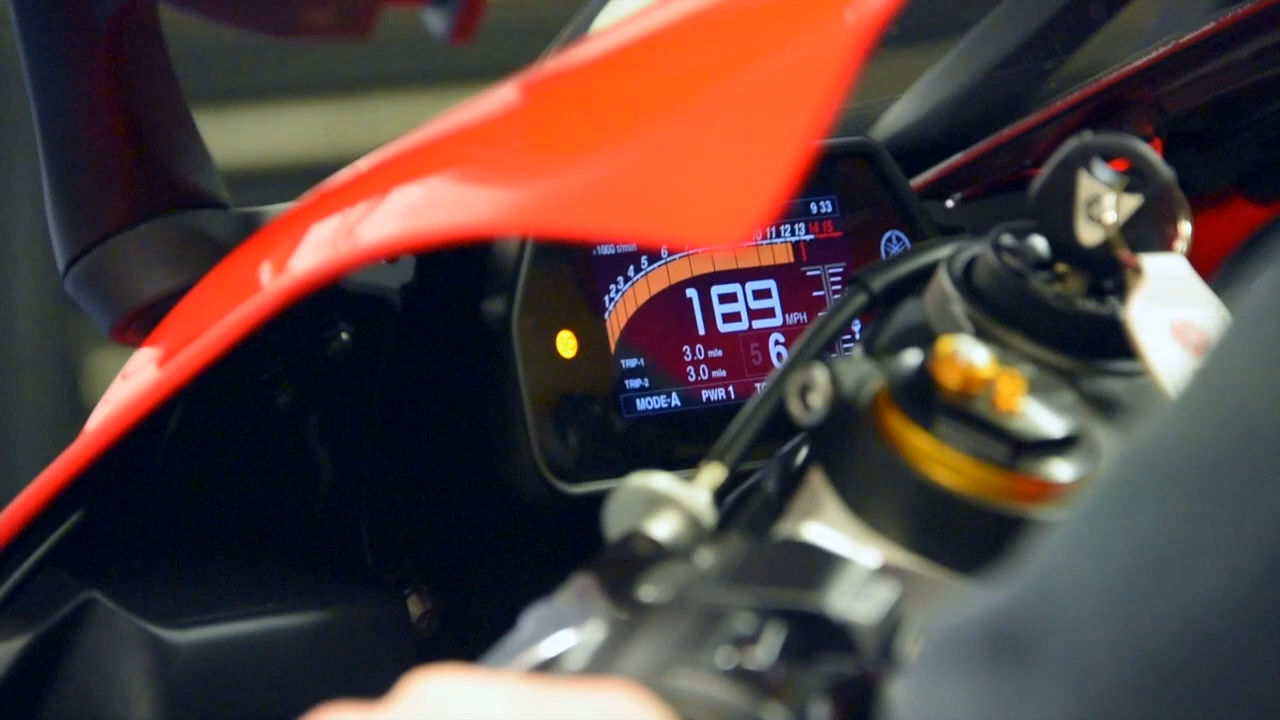 9 33
×1000 r/min
1 2 3 4 5 6 10 11 12 13 14 15
189 MPH
TRIP-1 3.0 mile
5 6
TRIP-2 3.0 mile
MODE-A PWR 1